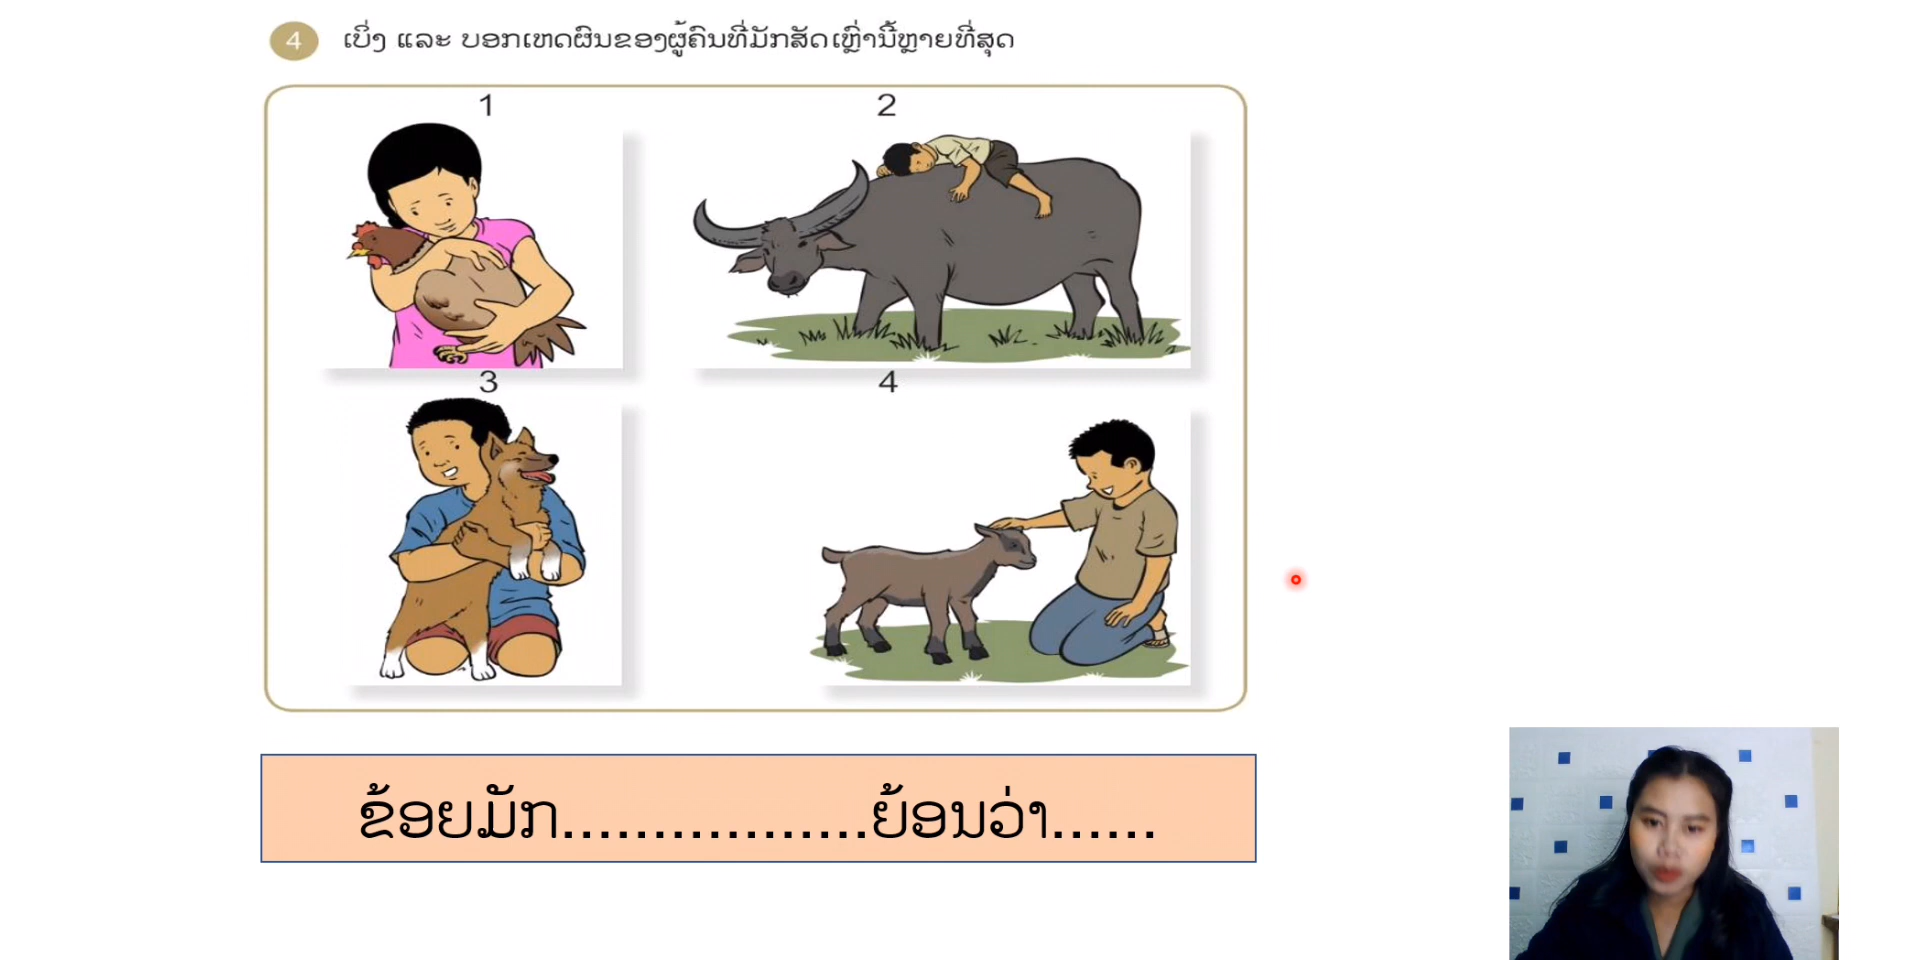 4 ເບິ່ງ ແລະ ບອກເຫດຜົນຂອງຜູ້ຄົນທີ່ມັກສັດເຫຼົ່ານີ້ຫຼາຍທີ່ສຸດ
1 2
3 4
ຂ້ອຍມັກ.................ຍ້ອນວ່າ......